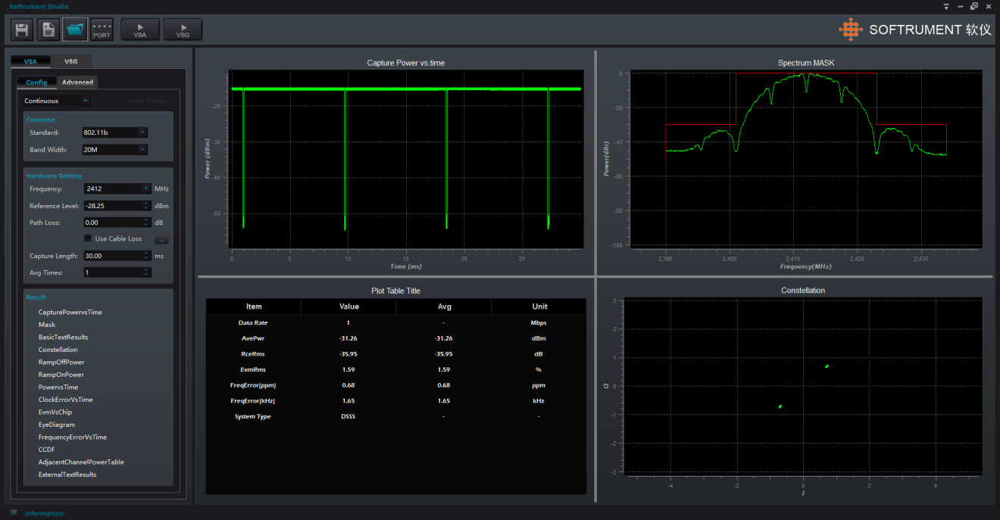 Softrument Studio
PORT
VSA
VSG
SOFTRUMENT 软仪
VSA VSG
Config Advanced
Continuous Auto Range
Common
Standard: 802.11b
Band Width: 20M
Hardware Setting
Frequency: 2412 MHz
Reference Level: -28.25 dBm
Path Loss: 0.00 dB
Use Cable Loss ...
Capture Length: 30.00 ms
Avg Times: 1
Result
CapturePowervsTime
Mask
BasicTextResults
Constellation
RampOffPower
RampOnPower
PowervsTime
ClockErrorVsTime
EvmVsChip
EyeDiagram
FrequencyErrorVsTime
CCDF
AdjacentChannelPowerTable
ExternalTextResults
Capture Power vs.time
Power (dBm)
-20
-30
-40
-50
0 5 10 15 20 25
Time (ms)
Spectrum MASK
Power(dBr)
0
-20
-40
-60
-80
-100
2,390 2,400 2,410 2,420 2,430
Frequency(MHz)
Plot Table Title
Item Value Avg Unit
Data Rate 1 - Mbps
AvePwr -31.26 -31.26 dBm
RceRms -35.95 -35.95 dB
EvmRms 1.59 1.59 %
FreqError(ppm) 0.68 0.68 ppm
FreqError(kHz) 1.65 1.65 kHz
System Type DSSS - -
Constellation
Q
3
2
1
0
-1
-2
-3
-4 -2 0 2 4
I
Information: